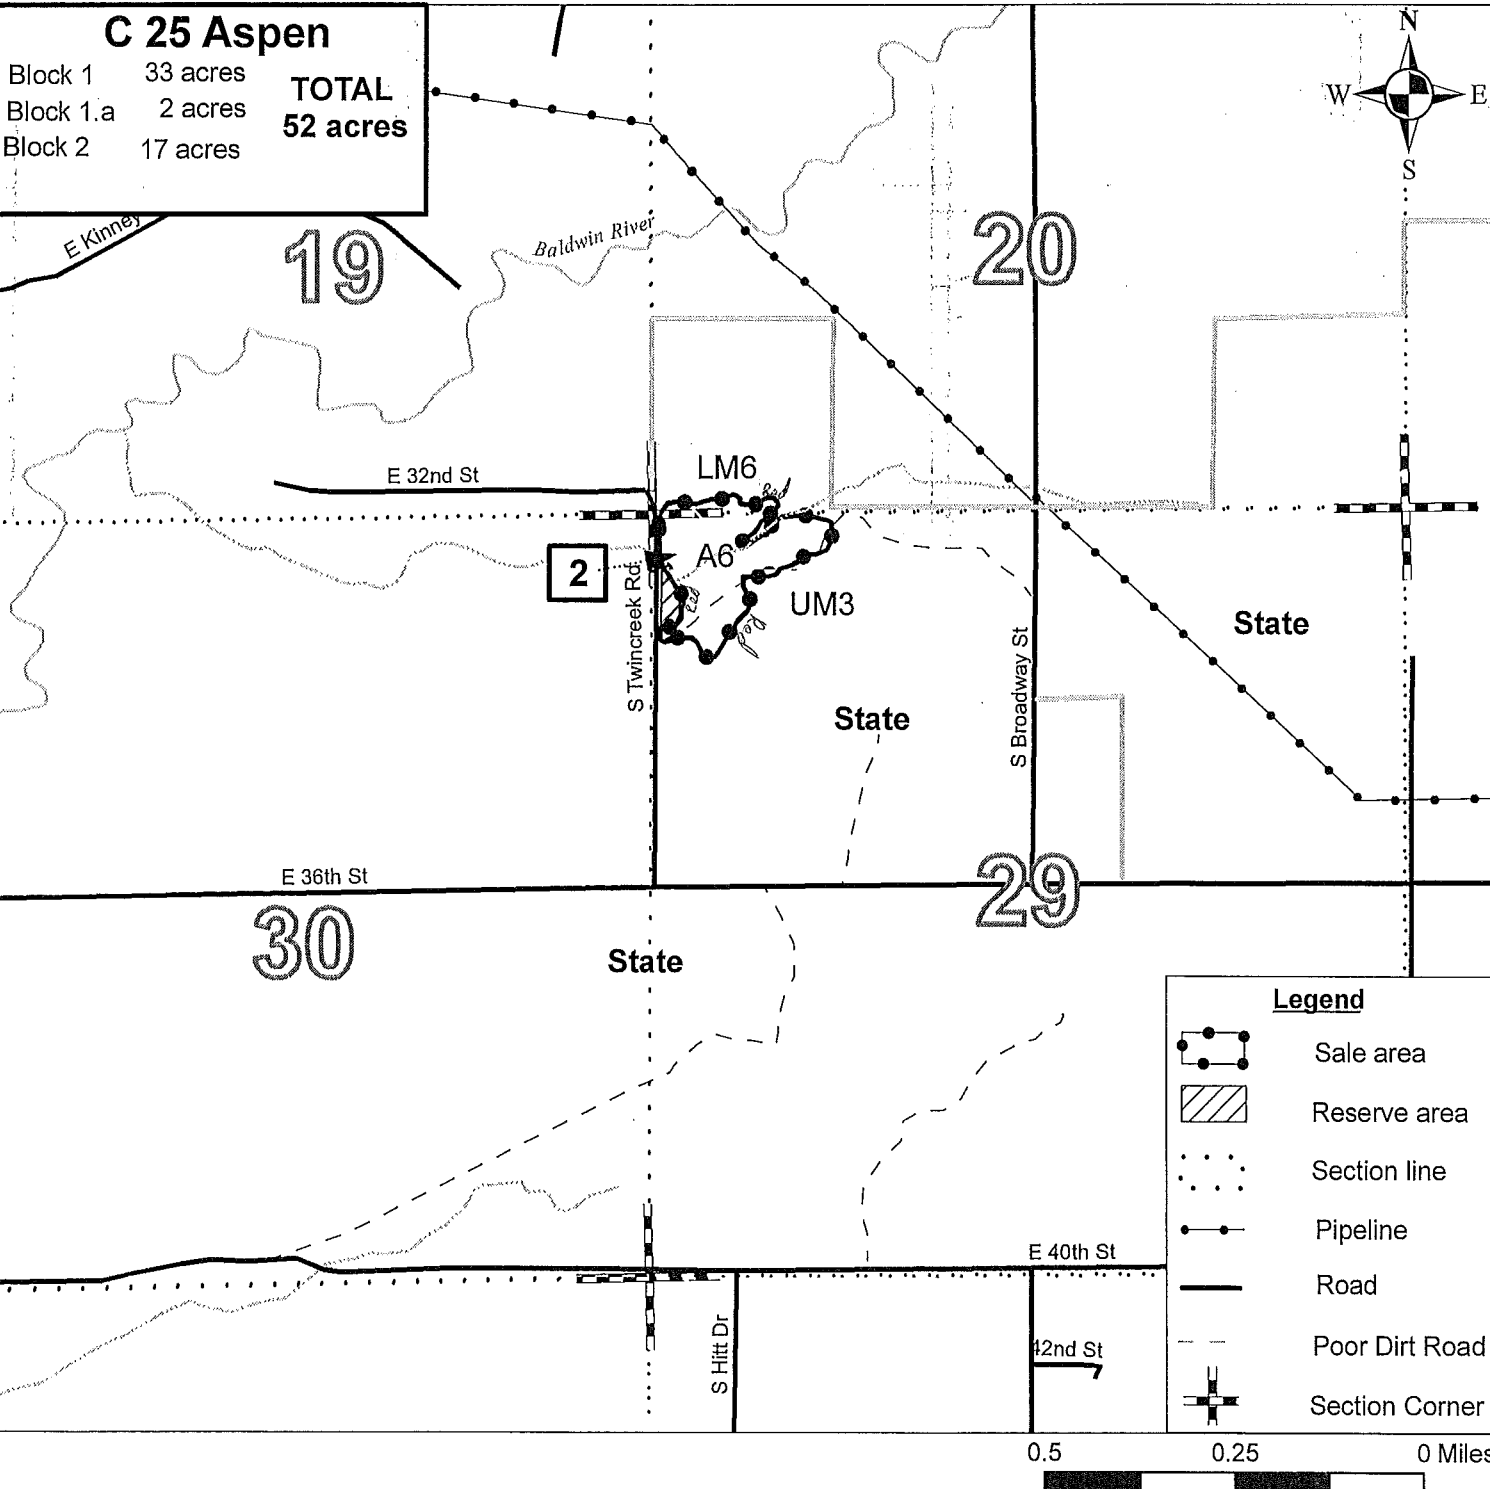 C 25 Aspen
Block 1 33 acres
Block 1.a 2 acres
Block 2 17 acres
TOTAL
52 acres
N
W E
S
E Kinney
19
Baldwin River
20
E 32nd St
LM6
Red
A6
2
Red
UM3
Red
S Twincreek Rd
State
State
S Broadway St
E 36th St
29
30
State
Legend
Sale area
Reserve area
Section line
Pipeline
Road
Poor Dirt Road
Section Corner
E 40th St
S Hitt Dr
42nd St
0.5 0.25 0 Miles